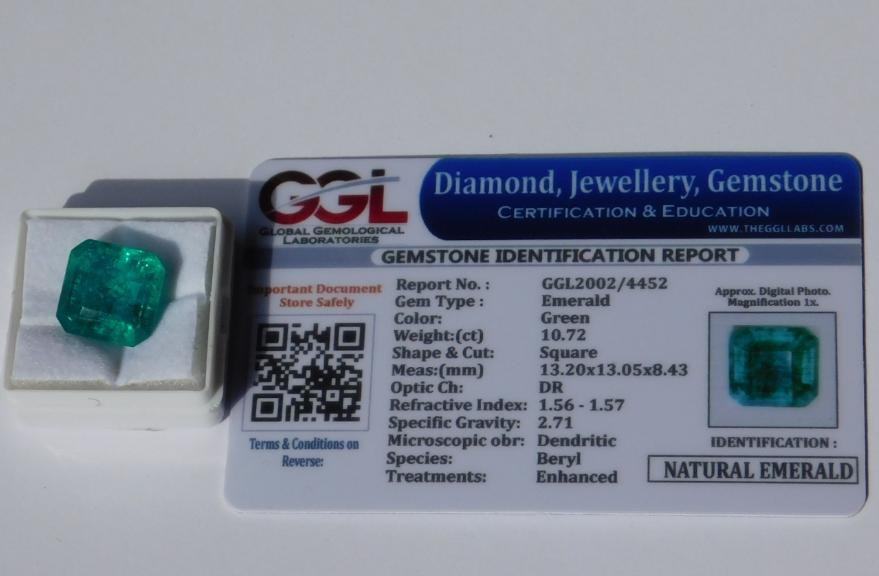 GGL
GLOBAL GEMOLOGICAL
LABORATORIES
Diamond, Jewellery, Gemstone
CERTIFICATION & EDUCATION
WWW.THEGGLLABS.COM
GEMSTONE IDENTIFICATION REPORT
Important Document
Store Safely
Terms & Conditions on
Reverse:
Report No. : GGL2002/4452
Gem Type : Emerald
Color: Green
Weight:(ct) 10.72
Shape & Cut: Square
Meas:(mm) 13.20x13.05x8.43
Optic Ch: DR
Refractive Index: 1.56 - 1.57
Specific Gravity: 2.71
Microscopic obr: Dendritic
Species: Beryl
Treatments: Enhanced
Approx. Digital Photo.
Magnification 1x.
IDENTIFICATION :
NATURAL EMERALD